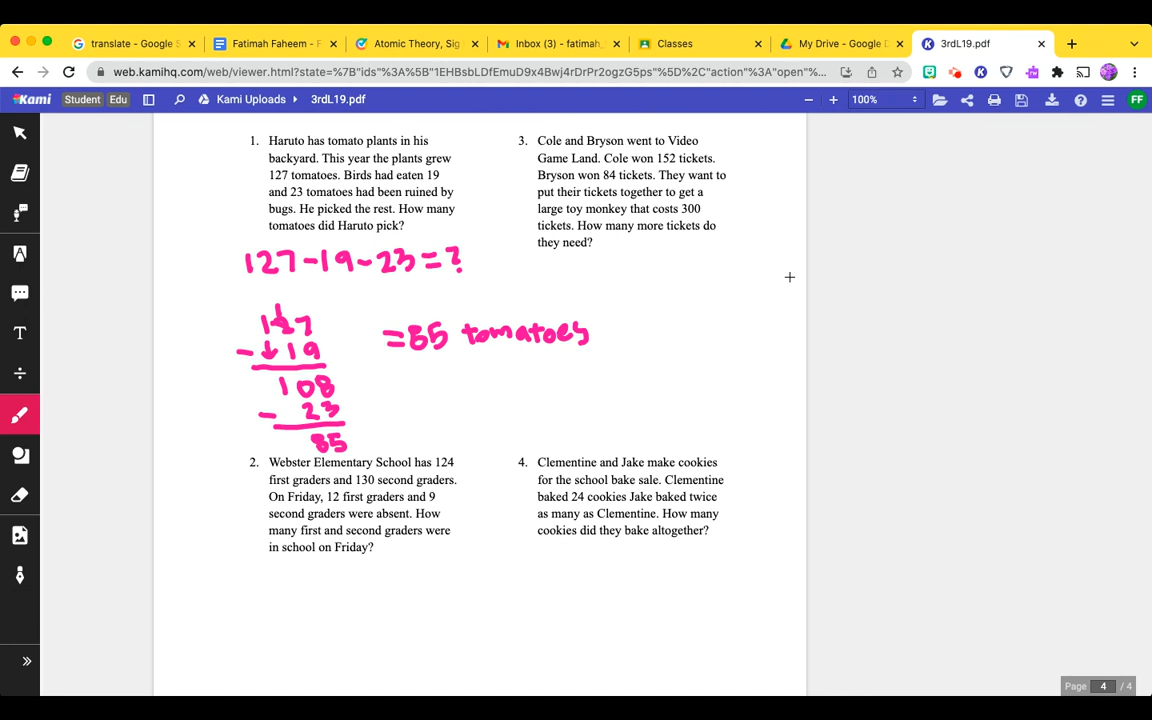 translate - Google S
Fatimah Faheem - F
Atomic Theory, Sig
Inbox (3) - fatimah_
Classes
My Drive - Google D
3rdL19.pdf
web.kamihq.com/web/viewer.html?state=%7B"ids"%3A%5B"1EHBsbLDfEmuD9x4Bwj4rDrPr2ogzG5ps"%5D%2C"action"%3A"open"%...
Kami Student Edu Kami Uploads 3rdL19.pdf 100% FF
1. Haruto has tomato plants in his
backyard. This year the plants grew
127 tomatoes. Birds had eaten 19
and 23 tomatoes had been ruined by
bugs. He picked the rest. How many
tomatoes did Haruto pick?
127-19-23=?
127
- 19
108
- 23
85
=85 tomatoes
2. Webster Elementary School has 124
first graders and 130 second graders.
On Friday, 12 first graders and 9
second graders were absent. How
many first and second graders were
in school on Friday?
3. Cole and Bryson went to Video
Game Land. Cole won 152 tickets.
Bryson won 84 tickets. They want to
put their tickets together to get a
large toy monkey that costs 300
tickets. How many more tickets do
they need?
4. Clementine and Jake make cookies
for the school bake sale. Clementine
baked 24 cookies Jake baked twice
as many as Clementine. How many
cookies did they bake altogether?
Page 4 / 4